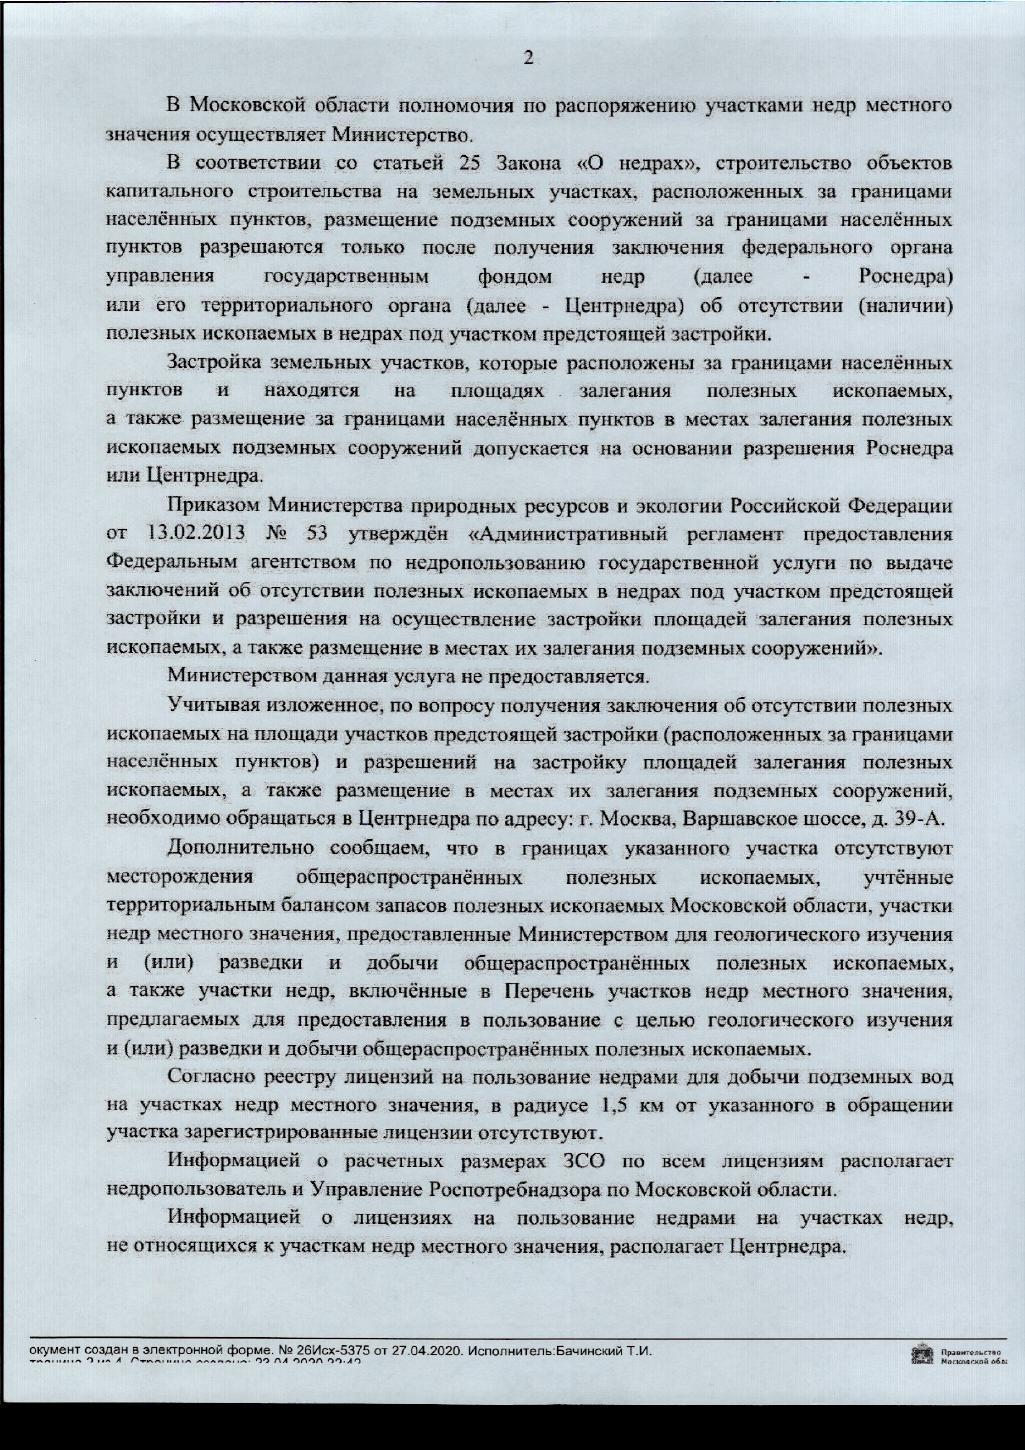 2
В Московской области полномочия по распоряжению участками недр местного
значения осуществляет Министерство.
В соответствии со статьей 25 Закона «О недрах», строительство объектов
капитального строительства на земельных участках, расположенных за границами
населённых пунктов, размещение подземных сооружений за границами населённых
пунктов разрешаются только после получения заключения федерального органа
управления государственным фондом недр (далее - Роснедра)
или его территориального органа (далее - Центрнедра) об отсутствии (наличии)
полезных ископаемых в недрах под участком предстоящей застройки.
Застройка земельных участков, которые расположены за границами населённых
пунктов и находятся на площадях залегания полезных ископаемых,
а также размещение за границами населённых пунктов в местах залегания полезных
ископаемых подземных сооружений допускается на основании разрешения Роснедра
или Центрнедра.
Приказом Министерства природных ресурсов и экологии Российской Федерации
от 13.02.2013 № 53 утверждён «Административный регламент предоставления
Федеральным агентством по недропользованию государственной услуги по выдаче
заключений об отсутствии полезных ископаемых в недрах под участком предстоящей
застройки и разрешения на осуществление застройки площадей залегания полезных
ископаемых, а также размещение в местах их залегания подземных сооружений».
Министерством данная услуга не предоставляется.
Учитывая изложенное, по вопросу получения заключения об отсутствии полезных
ископаемых на площади участков предстоящей застройки (расположенных за границами
населённых пунктов) и разрешений на застройку площадей залегания полезных
ископаемых, а также размещение в местах их залегания подземных сооружений,
необходимо обращаться в Центрнедра по адресу: г. Москва, Варшавское шоссе, д. 39-А.
Дополнительно сообщаем, что в границах указанного участка отсутствуют
месторождения общераспространённых полезных ископаемых, учтённые
территориальным балансом запасов полезных ископаемых Московской области, участки
недр местного значения, предоставленные Министерством для геологического изучения
и (или) разведки и добычи общераспространённых полезных ископаемых,
а также участки недр, включённые в Перечень участков недр местного значения,
предлагаемых для предоставления в пользование с целью геологического изучения
и (или) разведки и добычи общераспространённых полезных ископаемых.
Согласно реестру лицензий на пользование недрами для добычи подземных вод
на участках недр местного значения, в радиусе 1,5 км от указанного в обращении
участка зарегистрированные лицензии отсутствуют.
Информацией о расчетных размерах ЗСО по всем лицензиям располагает
недропользователь и Управление Роспотребнадзора по Московской области.
Информацией о лицензиях на пользование недрами на участках недр,
не относящихся к участкам недр местного значения, располагает Центрнедра.
окумент создан в электронной форме. № 26Исх-5375 от 27.04.2020. Исполнитель:Бачинский Т.И.
Правительство
Московской обла